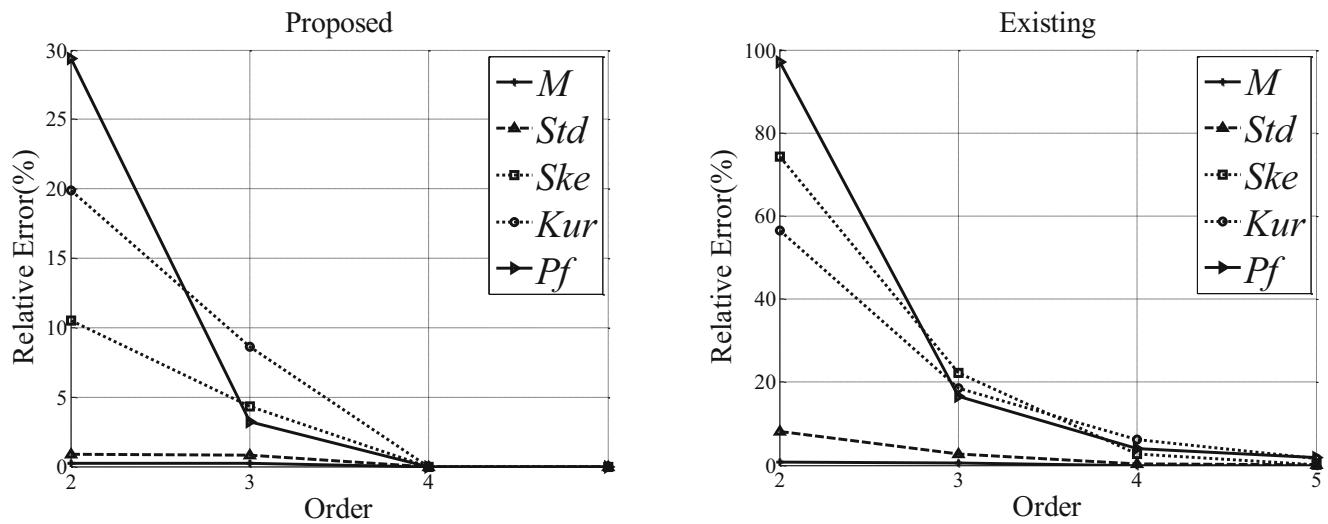 Proposed
Relative Error(%)
30
25
20
15
10
5
0
2
3
4
Order
M
Std
Ske
Kur
Pf
Existing
Relative Error(%)
100
80
60
40
20
0
2
3
4
5
Order
M
Std
Ske
Kur
Pf